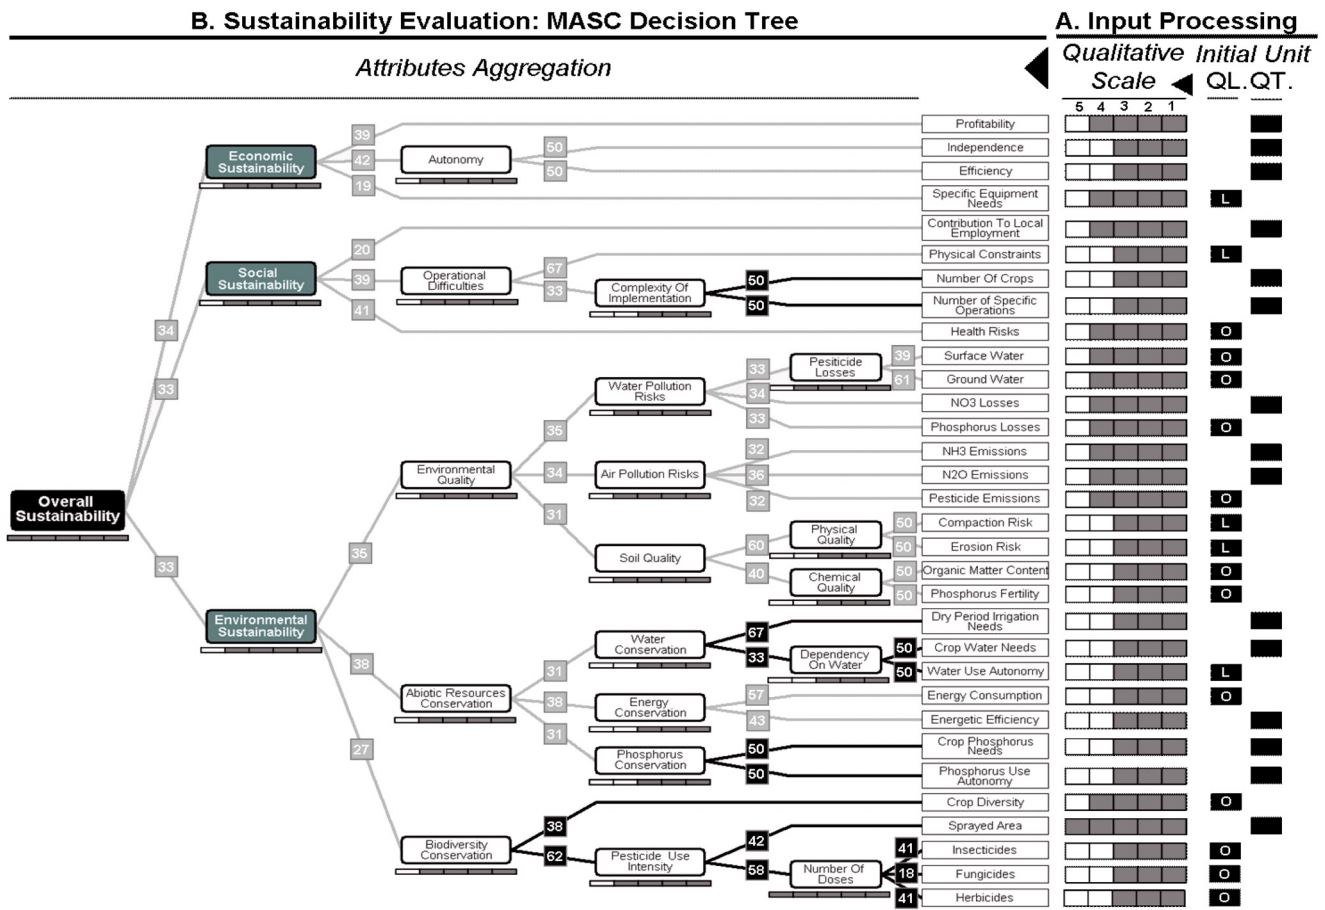 B. Sustainability Evaluation: MASC Decision Tree
A. Input Processing
Attributes Aggregation
Qualitative
Scale
Initial Unit
QL. QT.
5 4 3 2 1
Profitability
39
Economic
Sustainability
42
Autonomy
50
Independence
50
Efficiency
19
Specific Equipment
Needs
L
34
20
Contribution To Local
Employment
Social
Sustainability
39
Operational
Difficulties
67
Physical Constraints
L
33
Complexity Of
Implementation
50
Number Of Crops
50
Number of Specific
Operations
41
Health Risks
O
33
35
Water Pollution
Risks
33
Pesticide
Losses
39
Surface Water
O
61
Ground Water
O
34
NO3 Losses
33
Phosphorus Losses
O
Environmental
Quality
34
Air Pollution Risks
32
NH3 Emissions
36
N2O Emissions
32
Pesticide Emissions
O
Overall
Sustainability
31
Soil Quality
60
Physical
Quality
50
Compaction Risk
L
50
Erosion Risk
L
40
Chemical
Quality
50
Organic Matter Content
O
50
Phosphorus Fertility
O
33
35
Environmental
Sustainability
38
Abiotic Resources
Conservation
31
Water
Conservation
67
Dry Period Irrigation
Needs
33
Dependency
On Water
50
Crop Water Needs
50
Water Use Autonomy
L
38
Energy
Conservation
57
Energy Consumption
O
43
Energetic Efficiency
31
Phosphorus
Conservation
50
Crop Phosphorus
Needs
50
Phosphorus Use
Autonomy
27
Biodiversity
Conservation
38
Crop Diversity
O
62
Pesticide Use
Intensity
42
Sprayed Area
58
Number Of
Doses
41
Insecticides
O
18
Fungicides
O
41
Herbicides
O